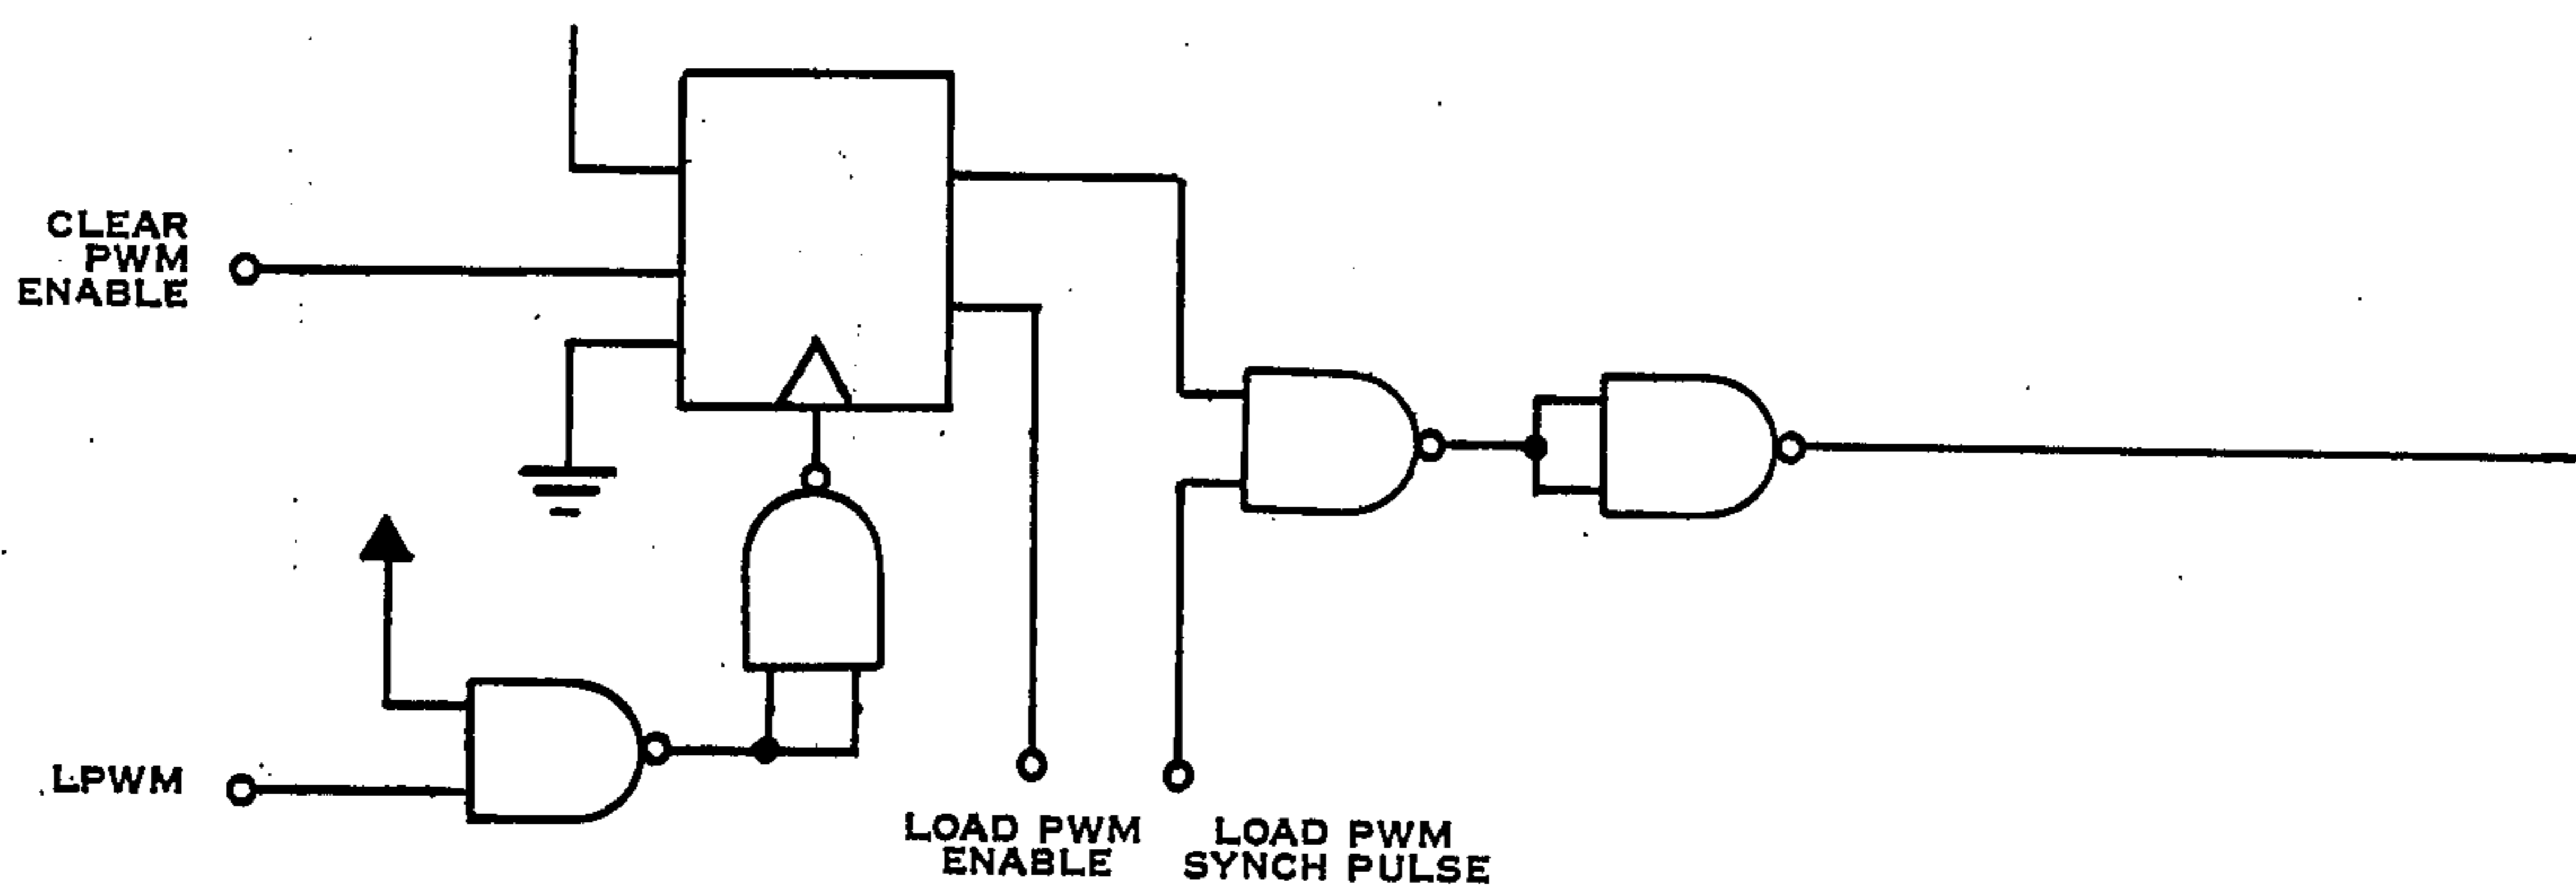 CLEAR
PWM
ENABLE
LPWM
LOAD PWM
ENABLE
LOAD PWM
SYNCH PULSE